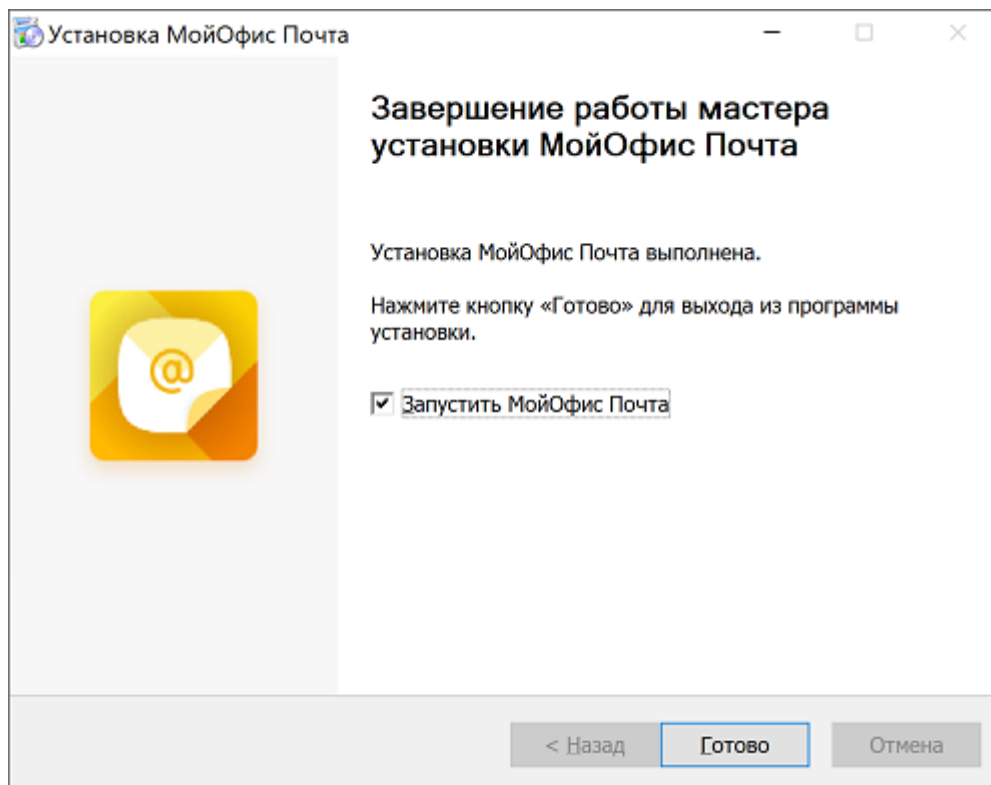 Установка МойОфис Почта
Завершение работы мастера
установки МойОфис Почта
Установка МойОфис Почта выполнена.
Нажмите кнопку «Готово» для выхода из программы
установки.
@
Запустить МойОфис Почта
< Назад
Готово
Отмена